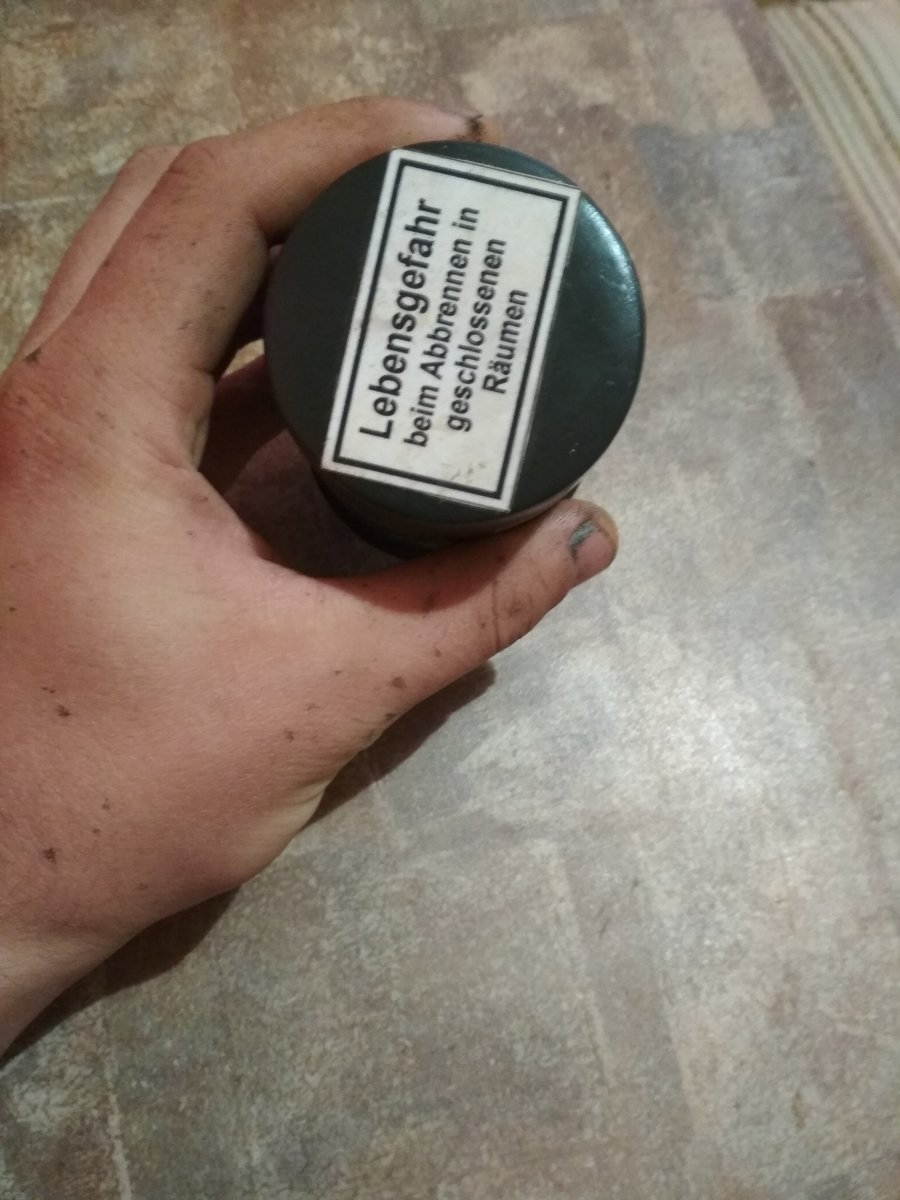 Lebensgefahr
beim Abbrennen in
geschlossenen
Räumen